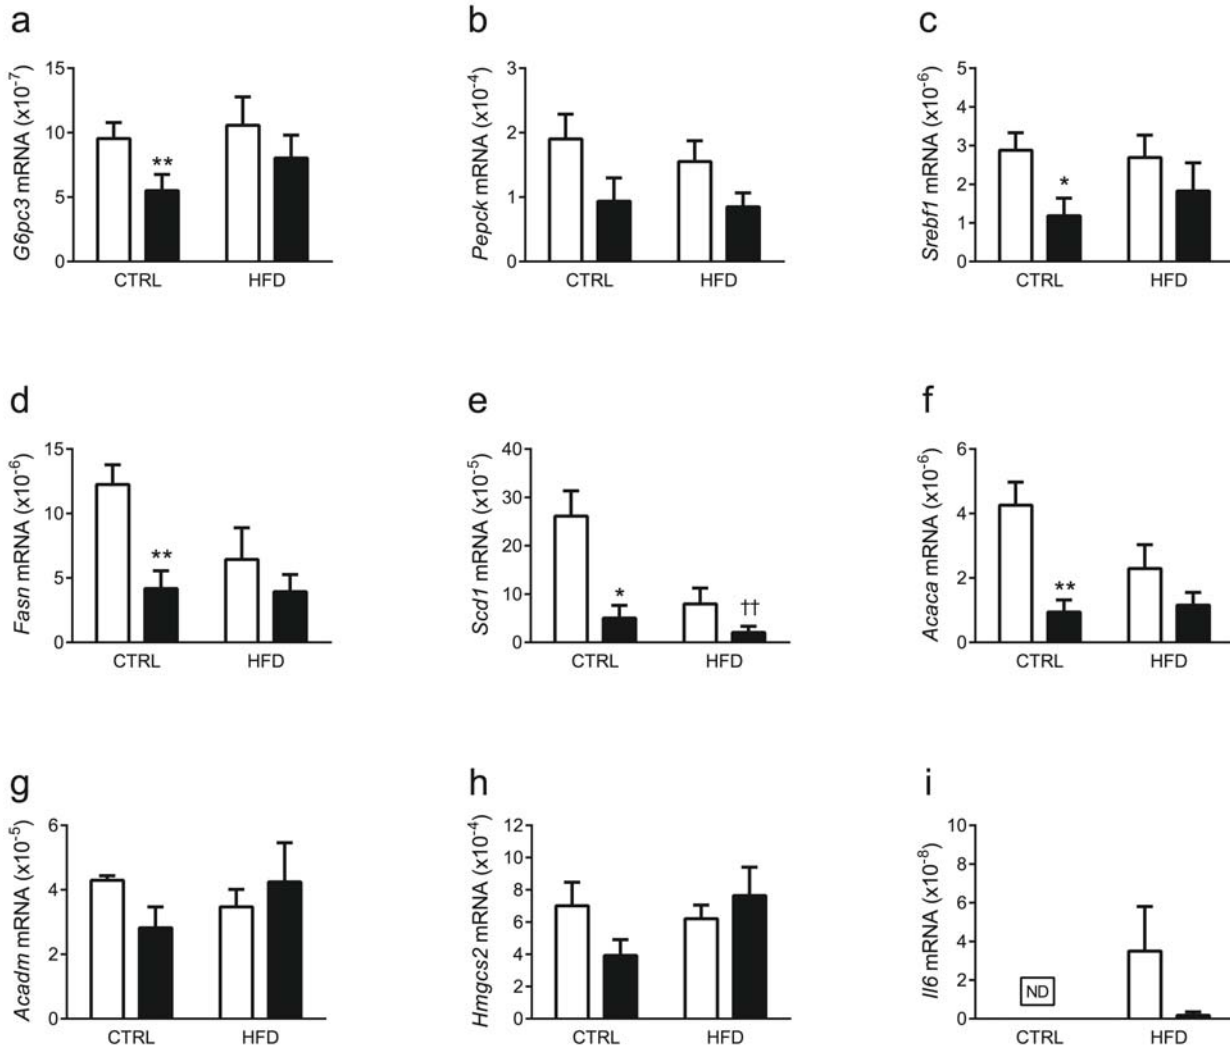 a
b
c
G6pc3 mRNA (x10⁻⁷)
15
10
5
0
**
CTRL
HFD
Pepck mRNA (x10⁻⁴)
3
2
1
0
CTRL
HFD
Srebf1 mRNA (x10⁻⁶)
5
4
3
2
1
0
*
CTRL
HFD
d
e
f
Fasn mRNA (x10⁻⁶)
15
10
5
0
**
CTRL
HFD
Scd1 mRNA (x10⁻⁵)
40
30
20
10
0
*
††
CTRL
HFD
Acaca mRNA (x10⁻⁶)
6
4
2
0
**
CTRL
HFD
g
h
i
Acadm mRNA (x10⁻⁵)
6
4
2
0
CTRL
HFD
Hmgcs2 mRNA (x10⁻⁴)
12
10
8
6
4
2
0
CTRL
HFD
Il6 mRNA (x10⁻⁸)
10
8
6
4
2
0
ND
CTRL
HFD